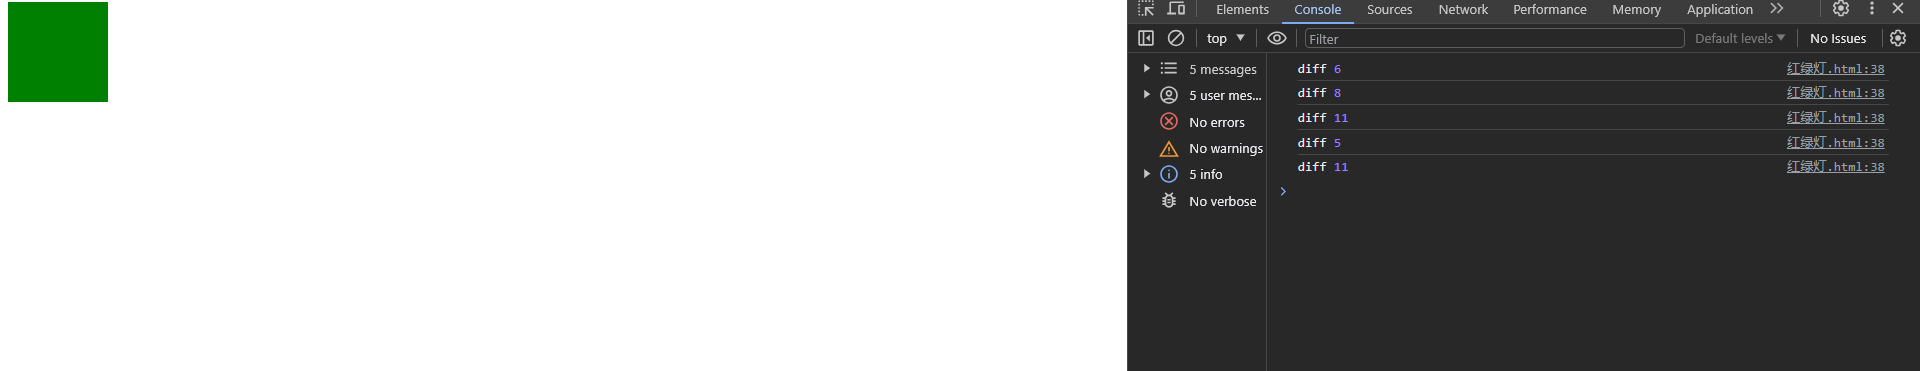 Elements Console Sources Network Performance Memory Application
top Filter Default levels No Issues
5 messages
5 user mes...
No errors
No warnings
5 info
No verbose
diff 6 红绿灯.html:38
diff 8 红绿灯.html:38
diff 11 红绿灯.html:38
diff 5 红绿灯.html:38
diff 11 红绿灯.html:38